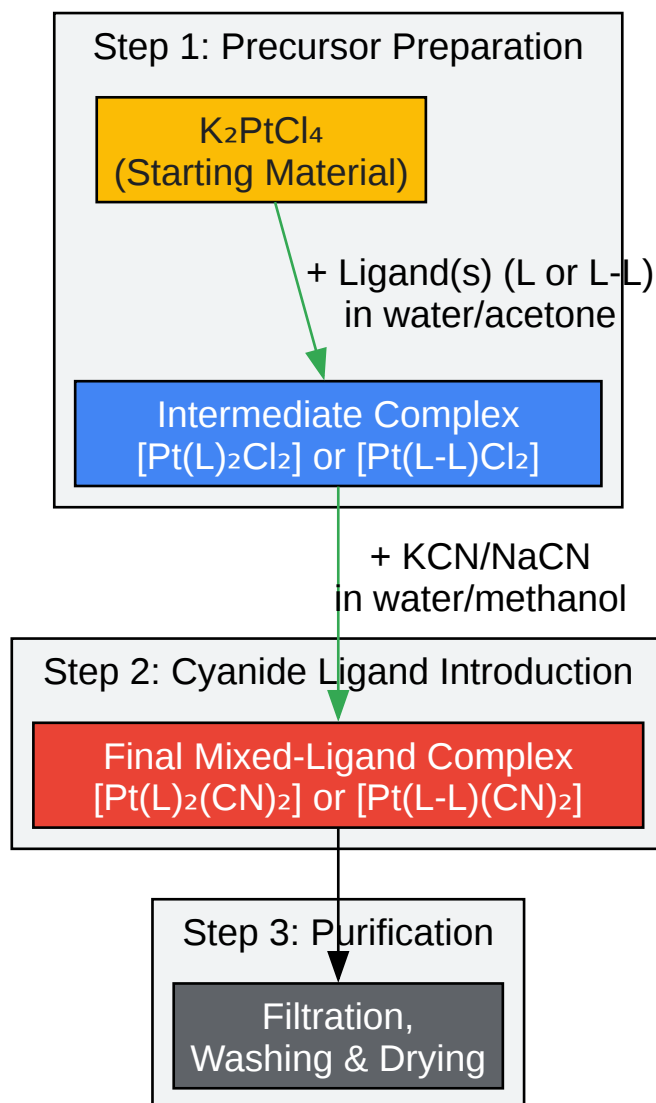 Step 1: Precursor Preparation
K₂PtCl₄
(Starting Material)
+ Ligand(s) (L or L-L)
in water/acetone
Intermediate Complex
[Pt(L)₂Cl₂] or [Pt(L-L)Cl₂]
+ KCN/NaCN
in water/methanol
Step 2: Cyanide Ligand Introduction
Final Mixed-Ligand Complex
[Pt(L)₂(CN)₂] or [Pt(L-L)(CN)₂]
Step 3: Purification
Filtration,
Washing & Drying